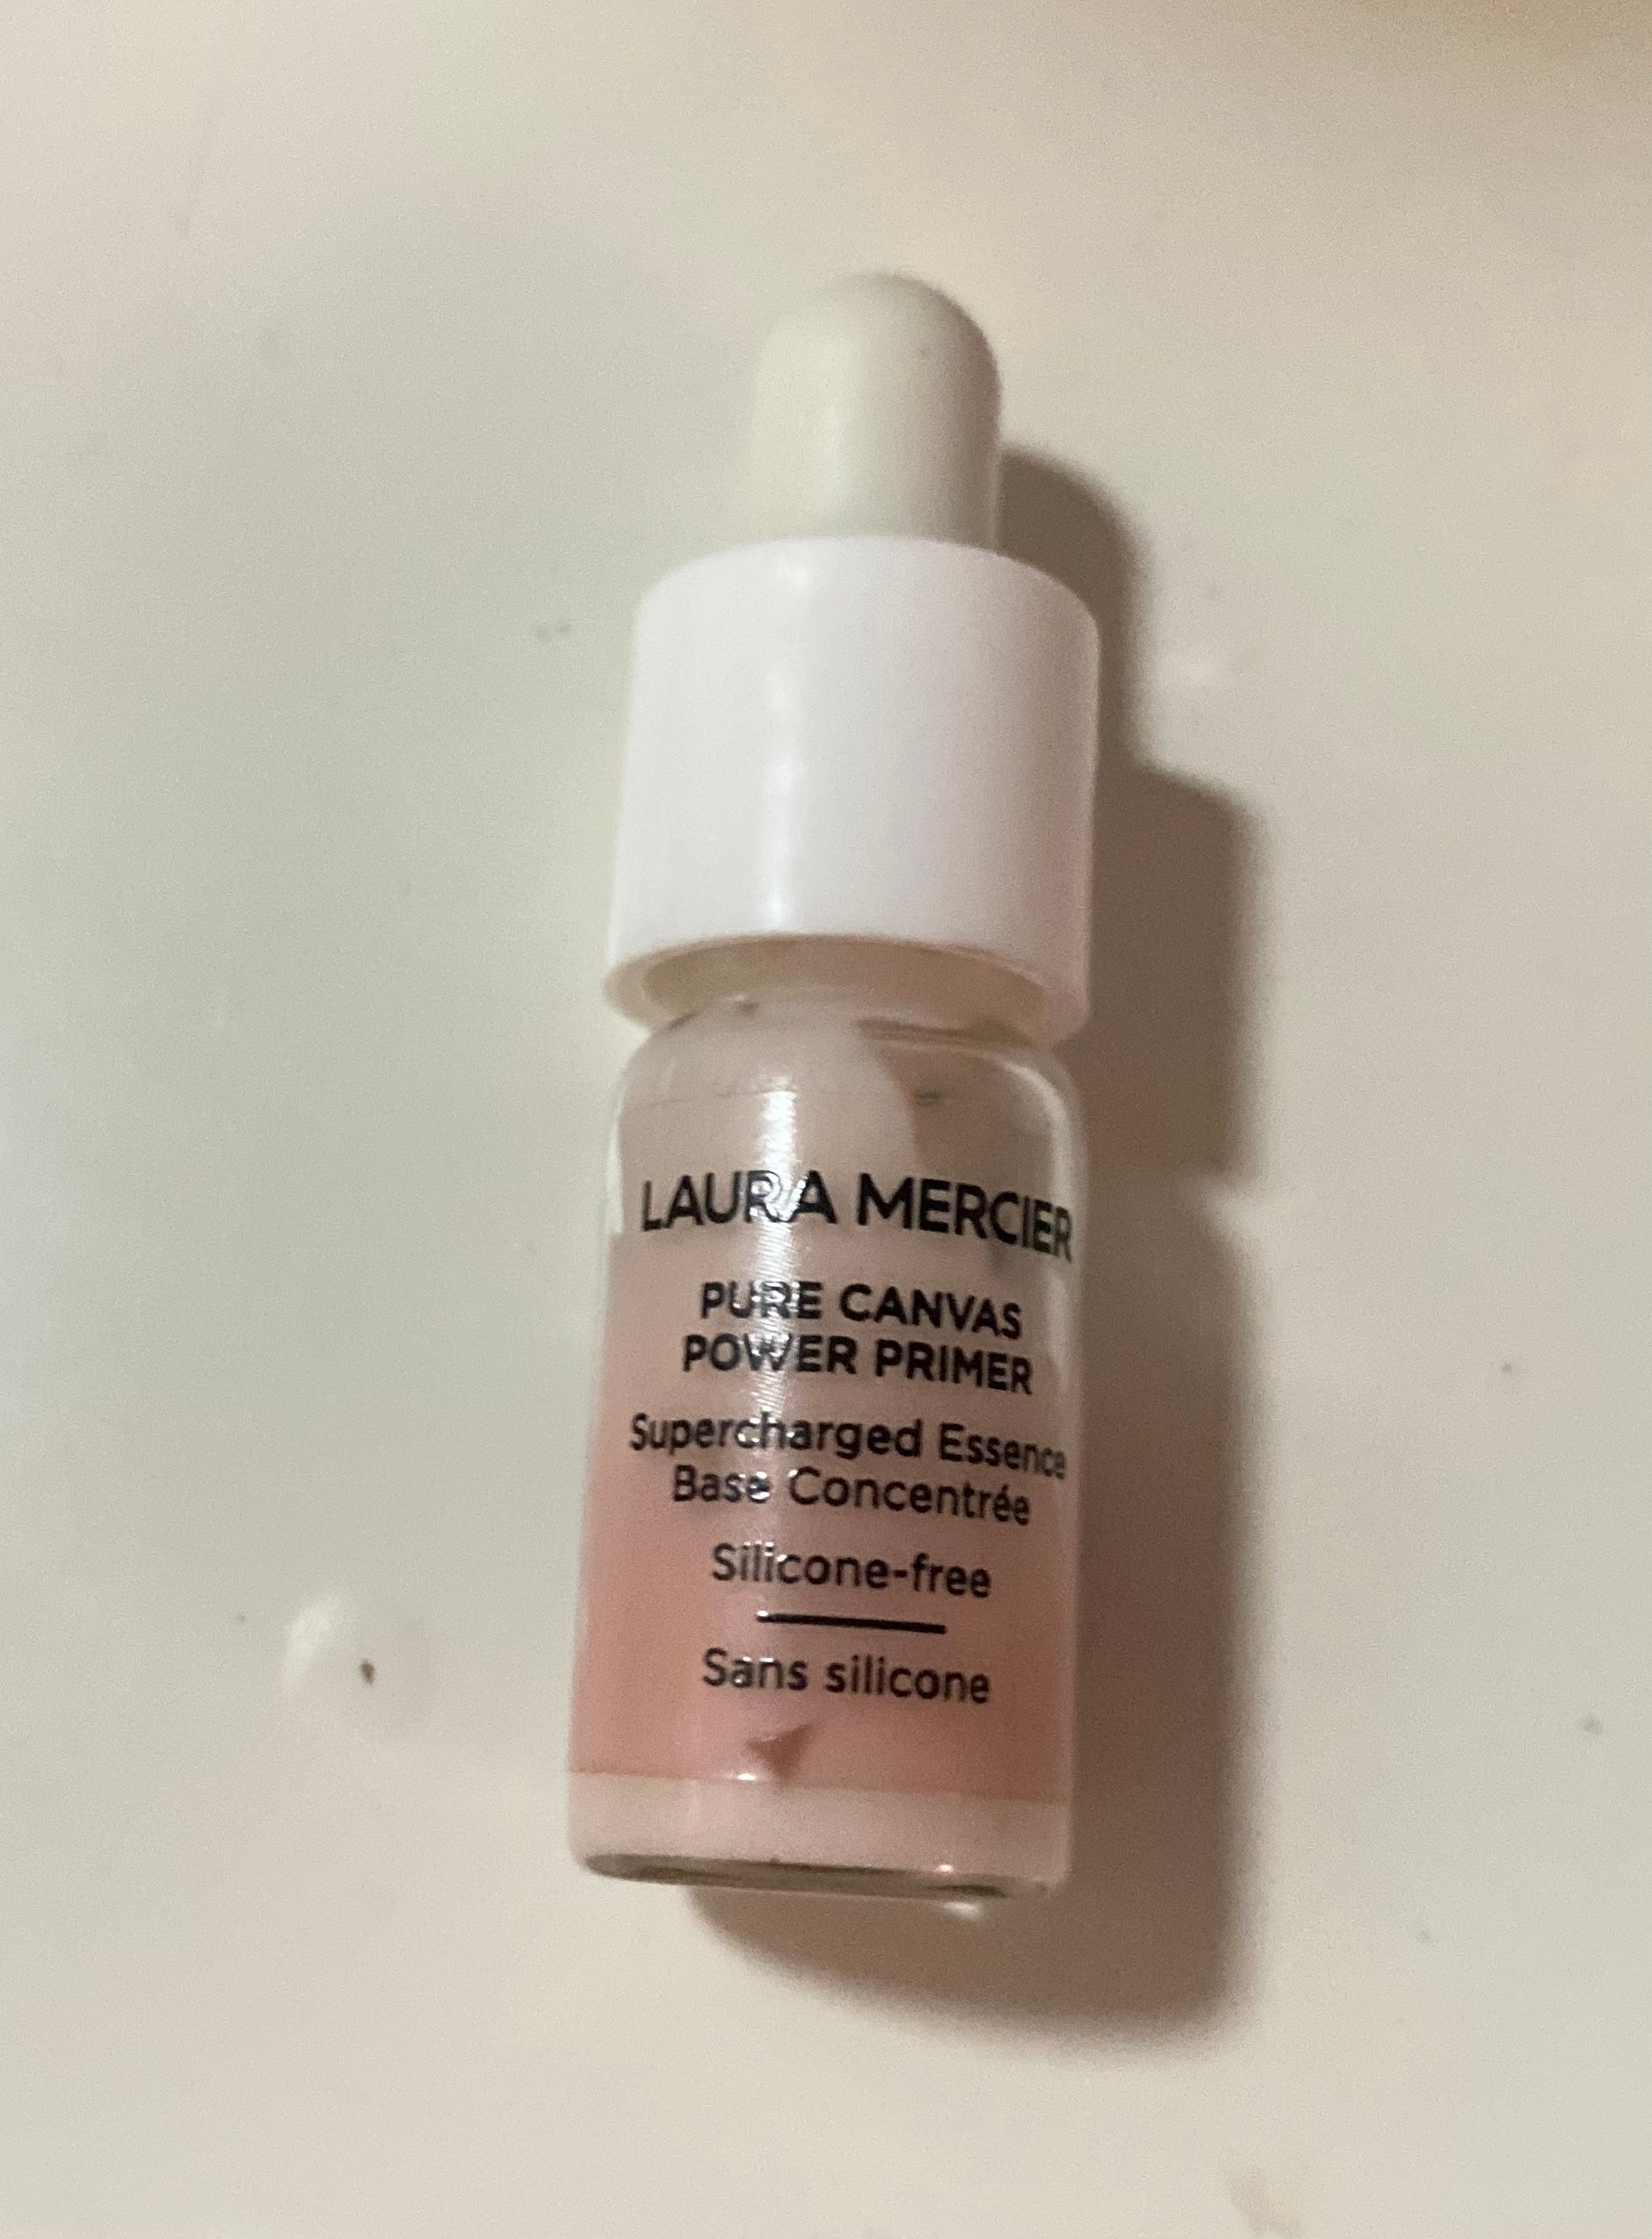 LAURA MERCIER
PURE CANVAS
POWER PRIMER
Supercharged Essence
Base Concentrée
Silicone-free
Sans silicone